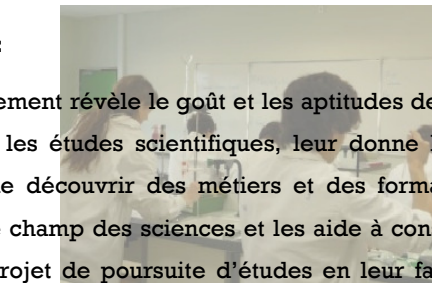 :
ement révèle le goût et les aptitudes de
les études scientifiques, leur donne l
e découvrir des métiers et des forma
champ des sciences et les aide à con
rojet de poursuite d'études en leur fa